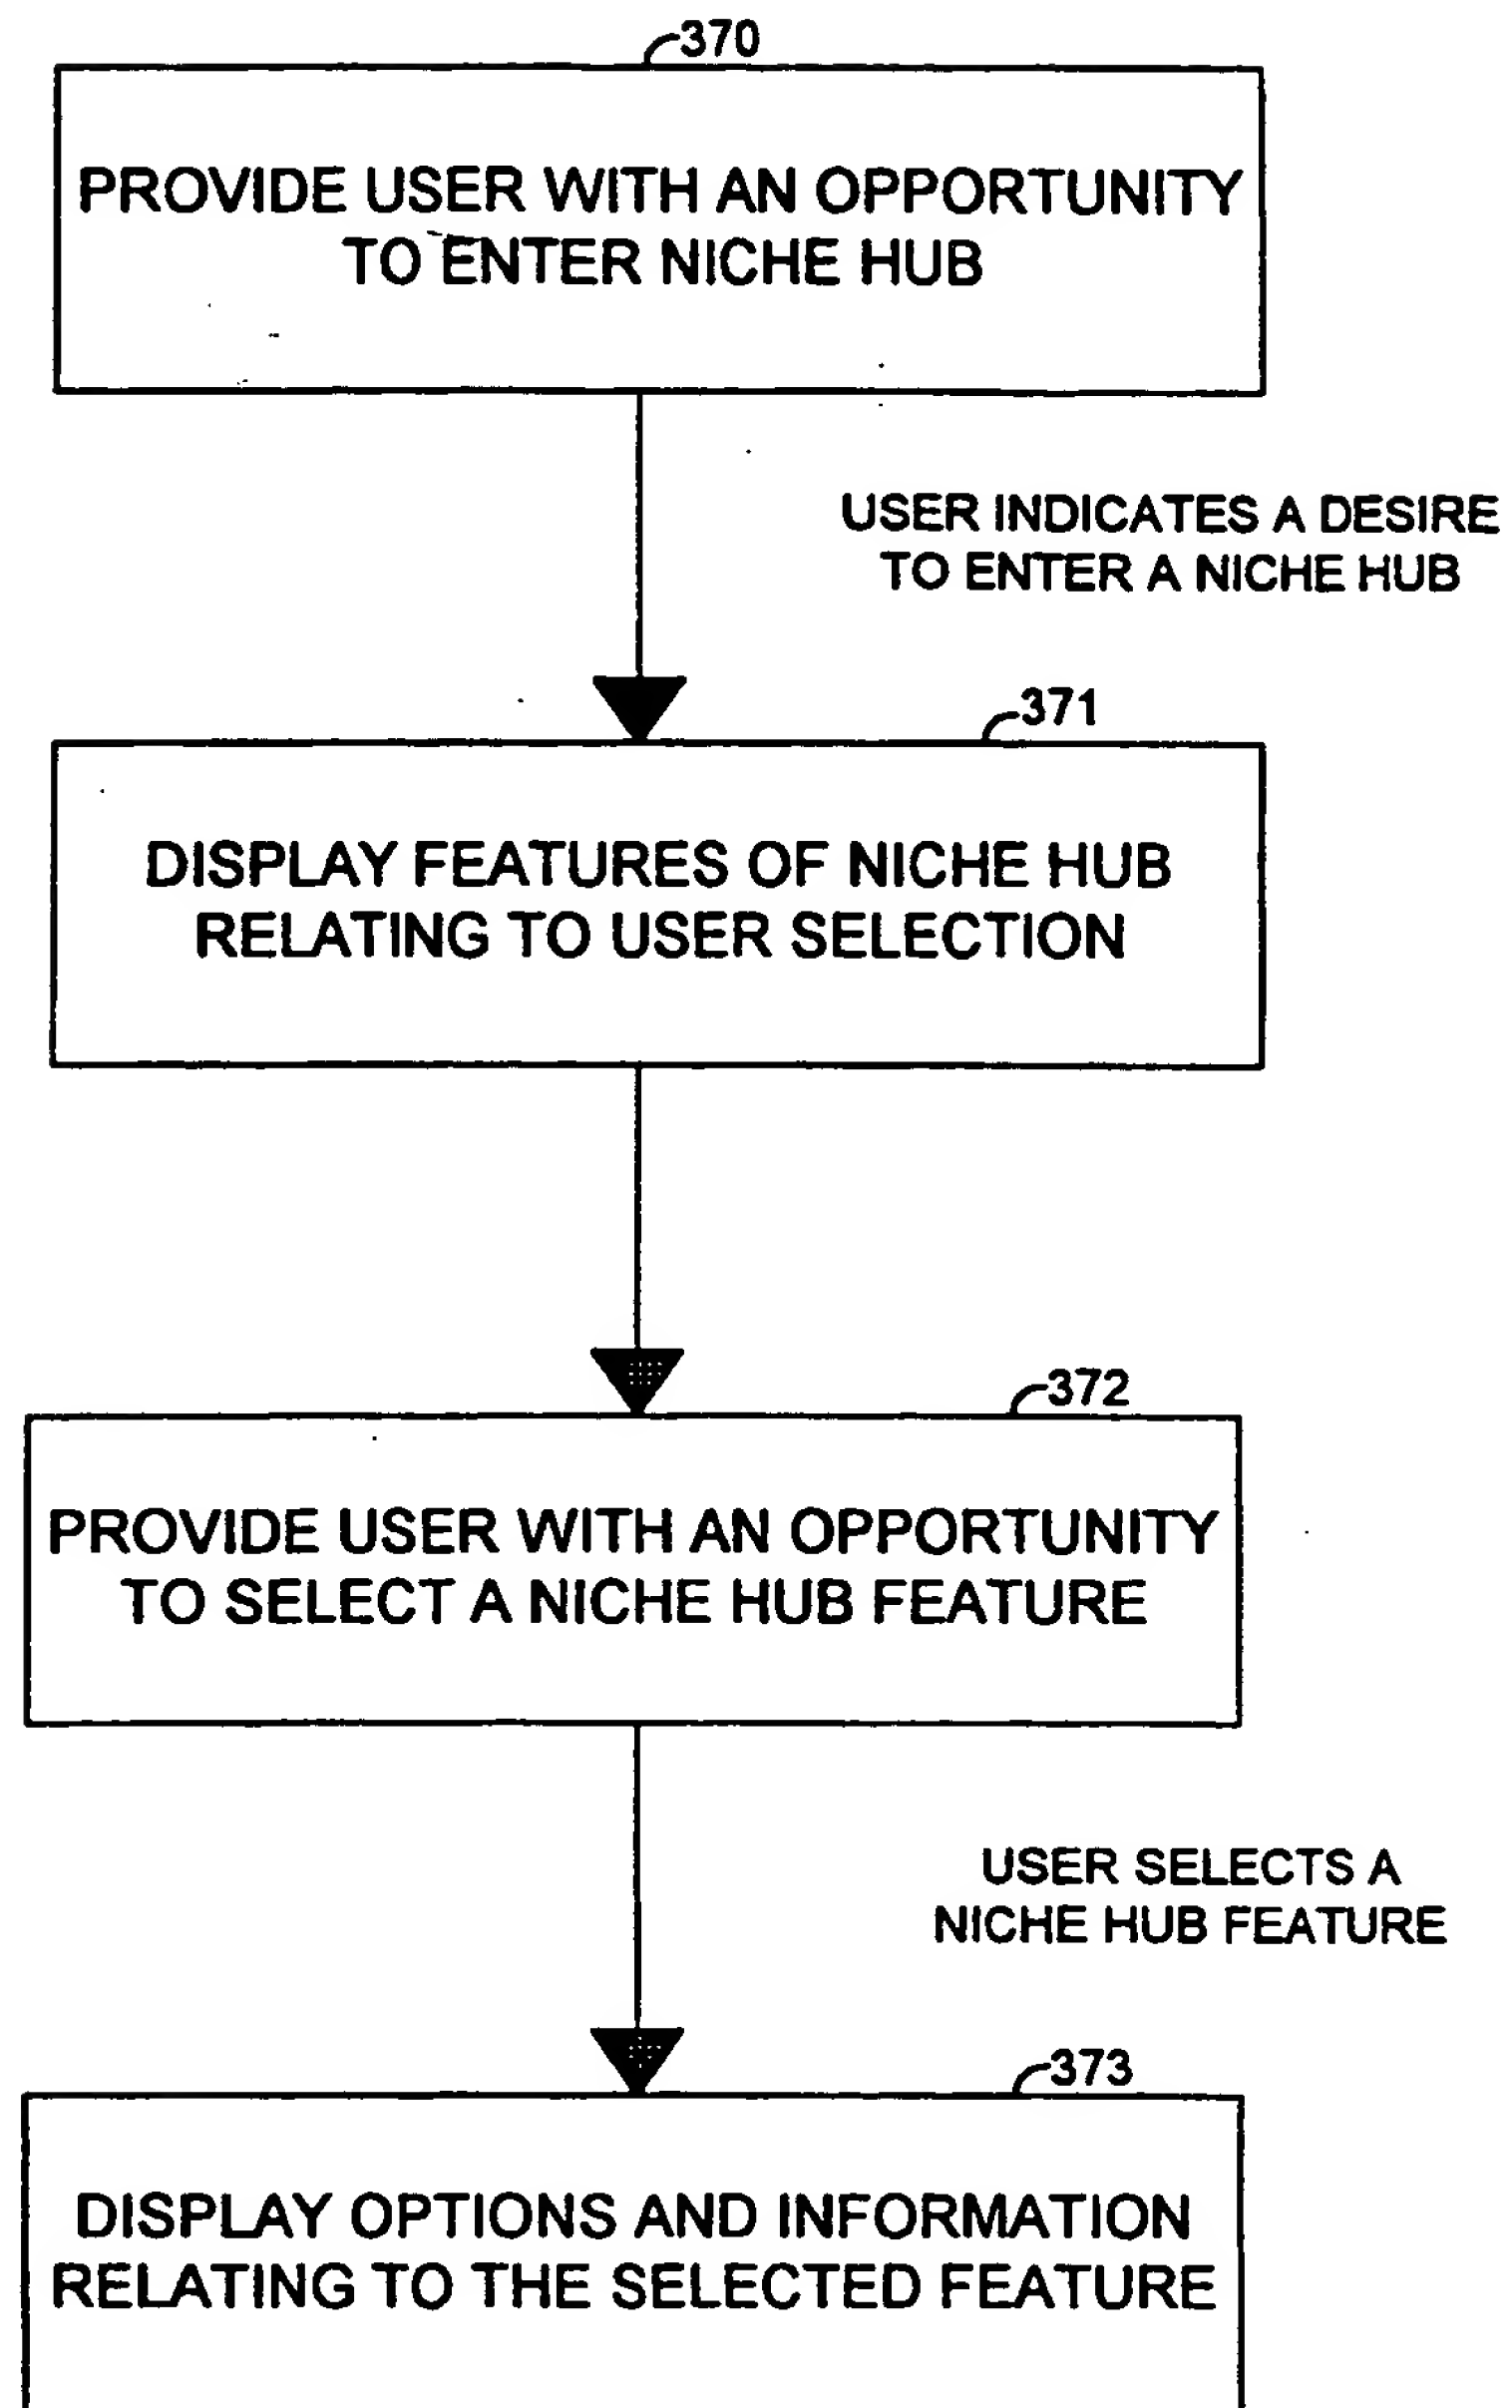 370
PROVIDE USER WITH AN OPPORTUNITY
TO ENTER NICHE HUB
USER INDICATES A DESIRE
TO ENTER A NICHE HUB
371
DISPLAY FEATURES OF NICHE HUB
RELATING TO USER SELECTION
372
PROVIDE USER WITH AN OPPORTUNITY
TO SELECT A NICHE HUB FEATURE
USER SELECTS A
NICHE HUB FEATURE
373
DISPLAY OPTIONS AND INFORMATION
RELATING TO THE SELECTED FEATURE